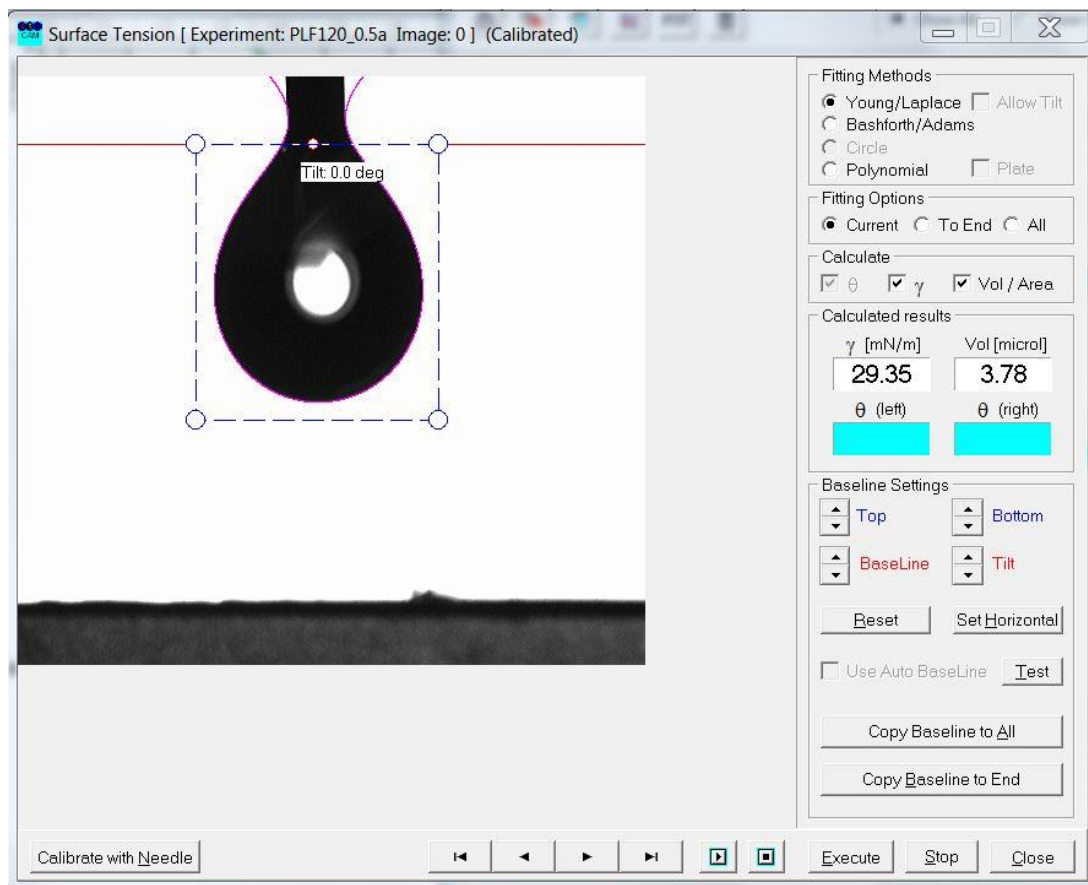 CAM
Surface Tension [ Experiment: PLF120_0.5a Image: 0 ] (Calibrated)
Tilt: 0.0 deg
Fitting Methods
Young/Laplace Allow Tilt
Bashforth/Adams
Circle
Polynomial Plate
Fitting Options
Current To End All
Calculate
θ γ Vol / Area
Calculated results
γ [mN/m] Vol [microl]
29.35 3.78
θ (left) θ (right)
Baseline Settings
Top Bottom
BaseLine Tilt
Reset Set Horizontal
Use Auto BaseLine Test
Copy Baseline to All
Copy Baseline to End
Calibrate with Needle Execute Stop Close